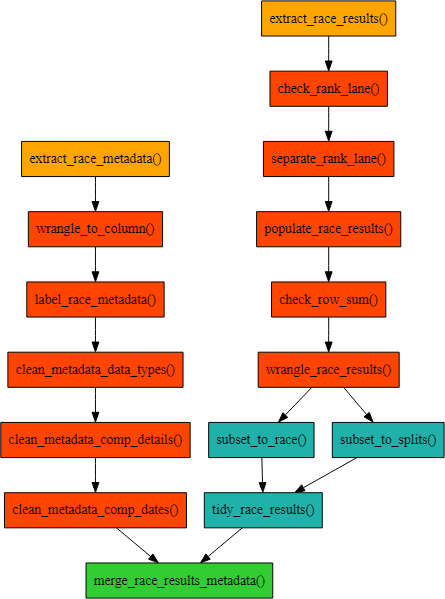 extract_race_results()
check_rank_lane()
extract_race_metadata()
separate_rank_lane()
wrangle_to_column()
populate_race_results()
label_race_metadata()
check_row_sum()
clean_metadata_data_types()
wrangle_race_results()
clean_metadata_comp_details()
subset_to_race()
subset_to_splits()
clean_metadata_comp_dates()
tidy_race_results()
merge_race_results_metadata()